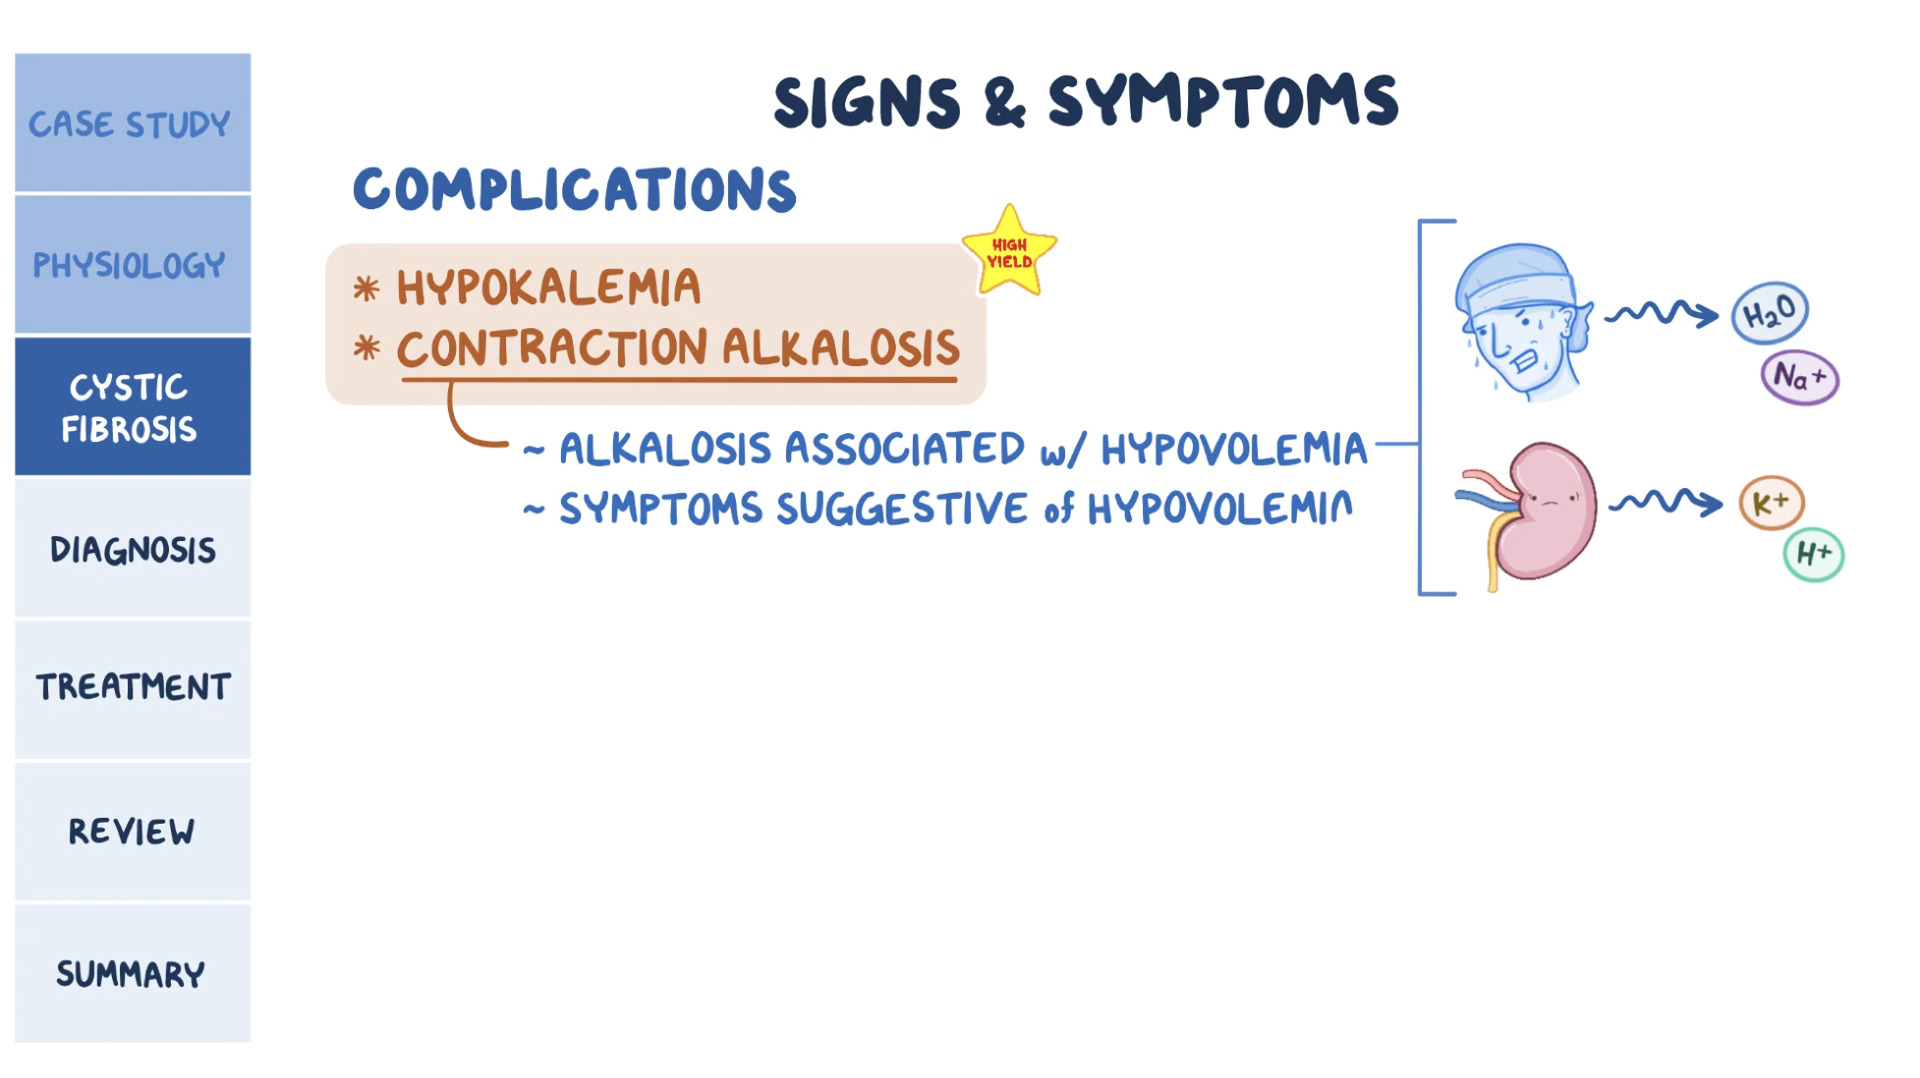 SIGNS & SYMPTOMS
COMPLICATIONS
HIGH
YIELD
* HYPOKALEMIA
* CONTRACTION ALKALOSIS
~ ALKALOSIS ASSOCIATED w/ HYPOVOLEMIA
~ SYMPTOMS SUGGESTIVE of HYPOVOLEMIA
H₂O
Na+
K+
H+
CASE STUDY
PHYSIOLOGY
CYSTIC
FIBROSIS
DIAGNOSIS
TREATMENT
REVIEW
SUMMARY